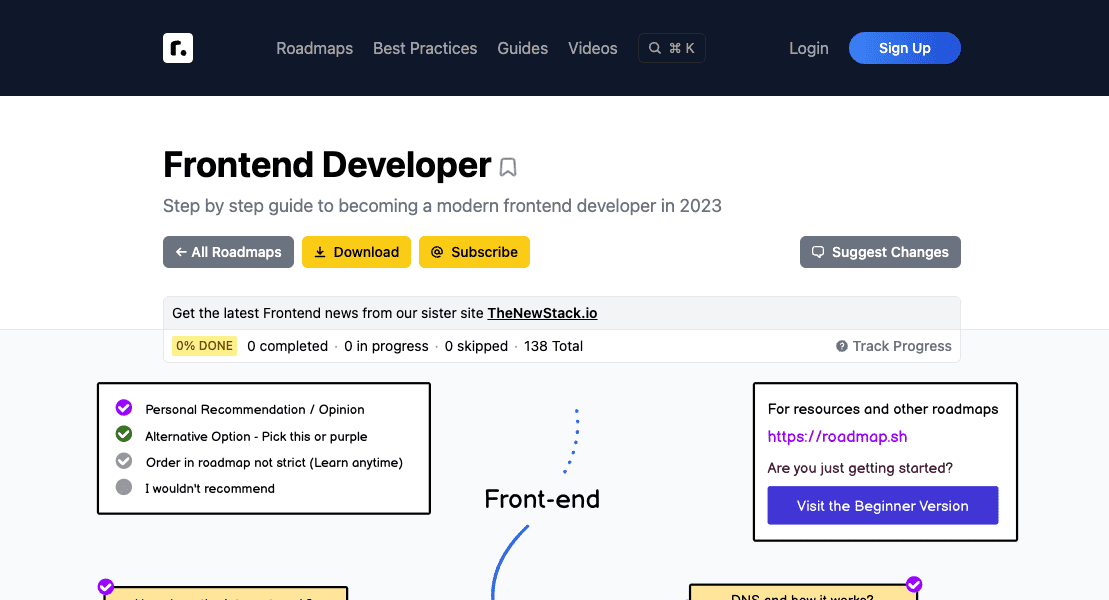 r.
Roadmaps Best Practices Guides Videos ⌘ K Login Sign Up
Frontend Developer
Step by step guide to becoming a modern frontend developer in 2023
← All Roadmaps Download @ Subscribe Suggest Changes
Get the latest Frontend news from our sister site TheNewStack.io
0% DONE 0 completed · 0 in progress · 0 skipped · 138 Total ? Track Progress
Personal Recommendation / Opinion
Alternative Option - Pick this or purple
Order in roadmap not strict (Learn anytime)
I wouldn't recommend
Front-end
For resources and other roadmaps
https://roadmap.sh
Are you just getting started?
Visit the Beginner Version
DNS and how it works?